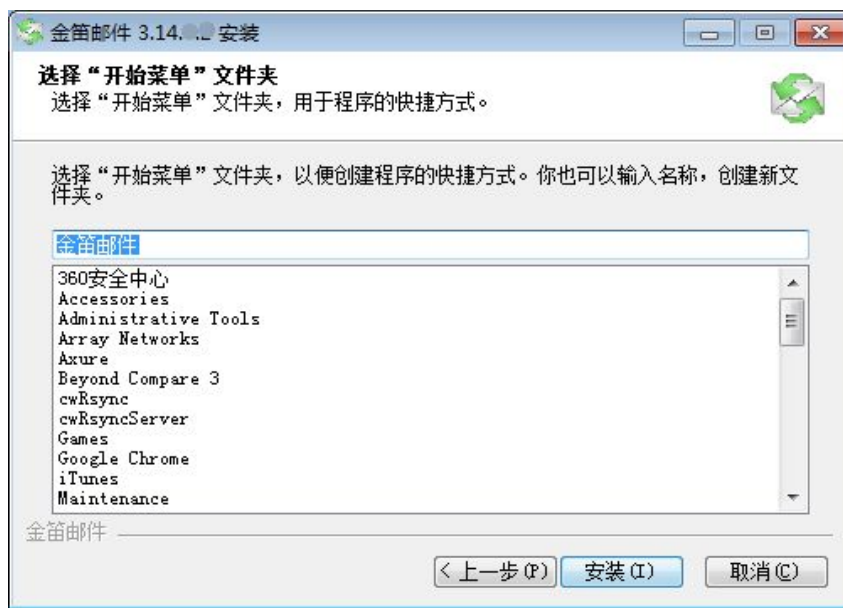 金笛邮件 3.14. 安装
选择“开始菜单”文件夹
选择“开始菜单”文件夹，用于程序的快捷方式。
选择“开始菜单”文件夹，以便创建程序的快捷方式。你也可以输入名称，创建新文
件夹。
金笛邮件
360安全中心
Accessories
Administrative Tools
Array Networks
Axure
Beyond Compare 3
cwRsync
cwRsyncServer
Games
Google Chrome
iTunes
Maintenance
金笛邮件
< 上一步(P) 安装(I) 取消(C)